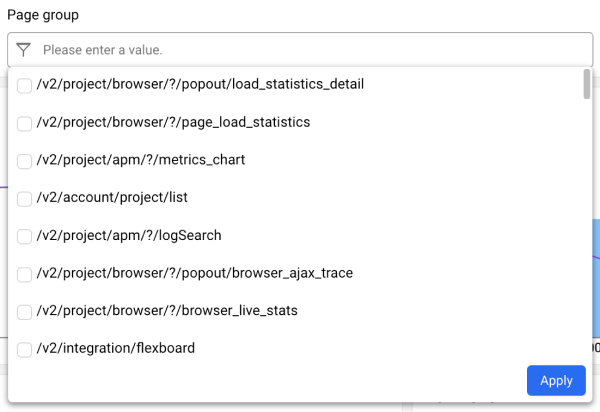 Page group
Please enter a value.
/v2/project/browser/?/popout/load_statistics_detail
/v2/project/browser/?/page_load_statistics
/v2/project/apm/?/metrics_chart
/v2/account/project/list
/v2/project/apm/?/logSearch
/v2/project/browser/?/popout/browser_ajax_trace
/v2/project/browser/?/browser_live_stats
/v2/integration/flexboard
Apply